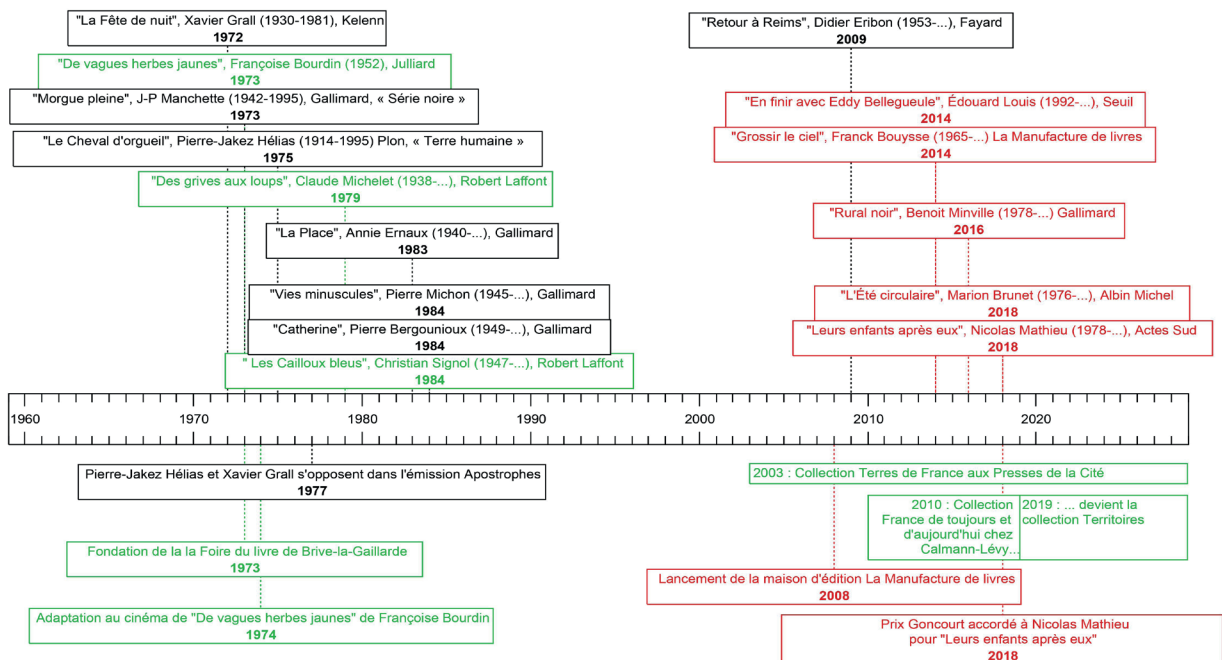 "La Fête de nuit", Xavier Grall (1930-1981), Kelenn
1972
"De vagues herbes jaunes", Françoise Bourdin (1952), Julliard
1973
"Morgue pleine", J-P Manchette (1942-1995), Gallimard, « Série noire »
1973
"Le Cheval d'orgueil", Pierre-Jakez Hélias (1914-1995) Plon, « Terre humaine »
1975
"Des grives aux loups", Claude Michelet (1938-...), Robert Laffont
1979
"La Place", Annie Ernaux (1940-...), Gallimard
1983
"Vies minuscules", Pierre Michon (1945-...), Gallimard
1984
"Catherine", Pierre Bergounioux (1949-...), Gallimard
1984
" Les Cailloux bleus", Christian Signol (1947-...), Robert Laffont
1984
"Retour à Reims", Didier Eribon (1953-...), Fayard
2009
"En finir avec Eddy Bellegueule", Édouard Louis (1992-...), Seuil
2014
"Grossir le ciel", Franck Bouysse (1965-...) La Manufacture de livres
2014
"Rural noir", Benoit Minville (1978-...) Gallimard
2016
"L'Été circulaire", Marion Brunet (1976-...), Albin Michel
2018
"Leurs enfants après eux", Nicolas Mathieu (1978-...), Actes Sud
2018
1960 1970 1980 1990 2000 2010 2020
Pierre-Jakez Hélias et Xavier Grall s'opposent dans l'émission Apostrophes
1977
Fondation de la la Foire du livre de Brive-la-Gaillarde
1973
Adaptation au cinéma de "De vagues herbes jaunes" de Françoise Bourdin
1974
2003 : Collection Terres de France aux Presses de la Cité
2010 : Collection
France de toujours et
d'aujourd'hui chez
Calmann-Lévy...
2019 : ... devient la
collection Territoires
Lancement de la maison d'édition La Manufacture de livres
2008
Prix Goncourt accordé à Nicolas Mathieu
pour "Leurs enfants après eux"
2018